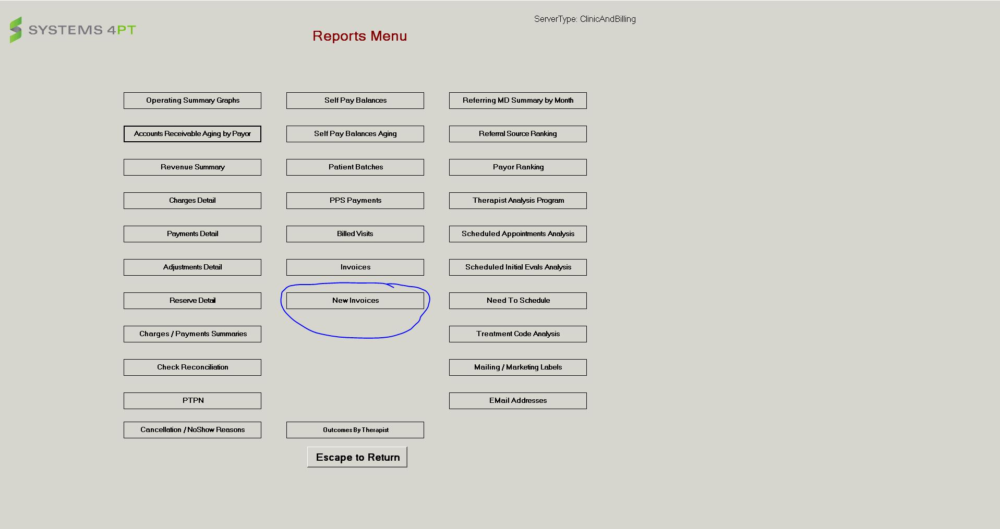 SYSTEMS 4PT
ServerType: ClinicAndBilling
Reports Menu
Operating Summary Graphs
Self Pay Balances
Referring MD Summary by Month
Accounts Receivable Aging by Payor
Self Pay Balances Aging
Referral Source Ranking
Revenue Summary
Patient Batches
Payor Ranking
Charges Detail
PPS Payments
Therapist Analysis Program
Payments Detail
Billed Visits
Scheduled Appointments Analysis
Adjustments Detail
Invoices
Scheduled Initial Evals Analysis
Reserve Detail
New Invoices
Need To Schedule
Charges / Payments Summaries
Treatment Code Analysis
Check Reconciliation
Mailing / Marketing Labels
PTPN
EMail Addresses
Cancellation / NoShow Reasons
Outcomes By Therapist
Escape to Return